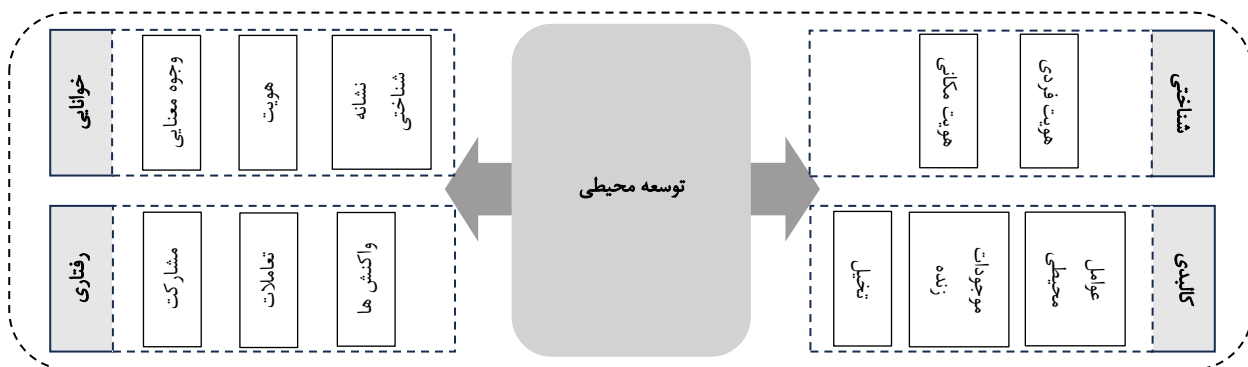 شناختی
هویت فردی
هویت مکانی
کالبدی
عوامل
محیطی
موجودات
زنده
تخیل
توسعه محیطی
خوانایی
نشانه
شناختی
هویت
وجوه معنایی
رفتاری
واکنش ها
تعاملات
مشارکت